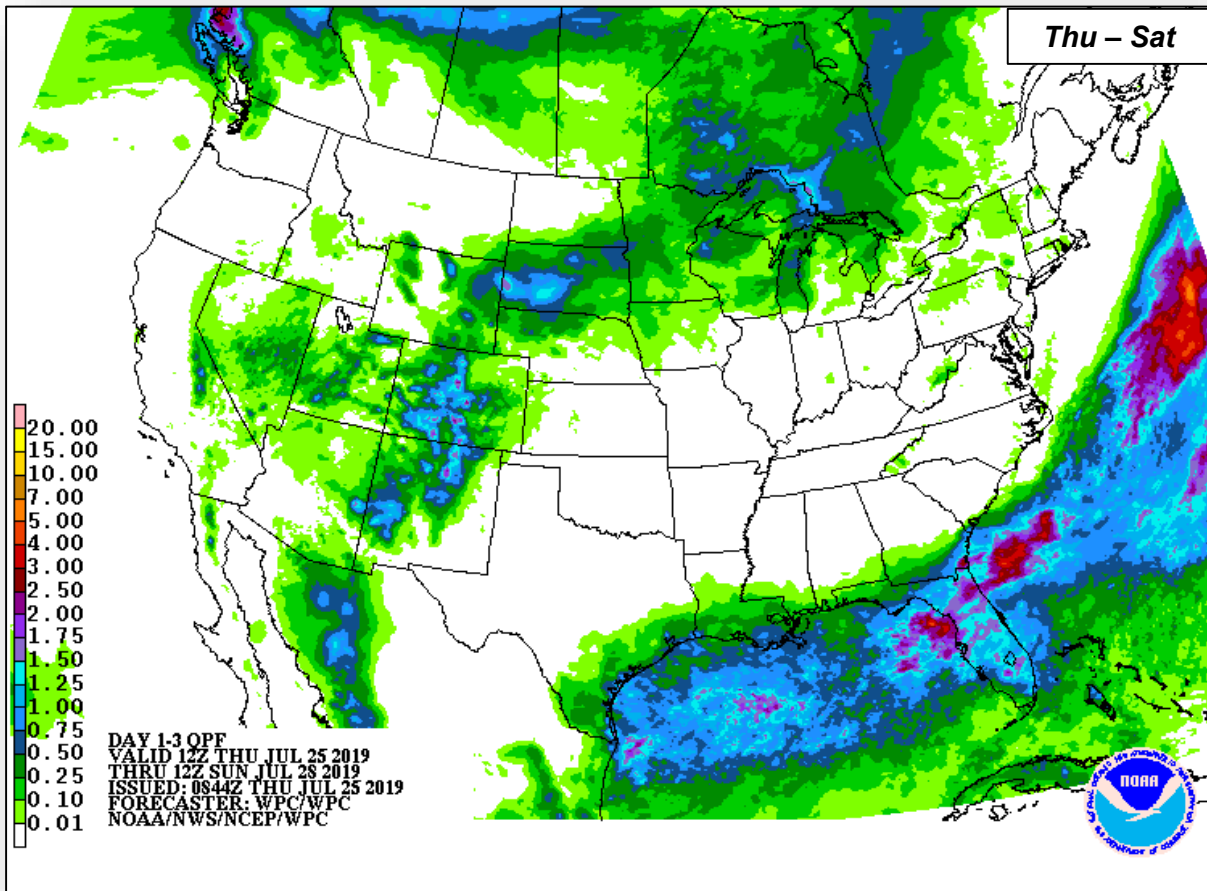 Thu – Sat
20.00
15.00
10.00
7.00
5.00
4.00
3.00
2.50
2.00
1.75
1.50
1.25
1.00
0.75
0.50
0.25
0.10
0.01
DAY 1-3 QPF
VALID 12Z THU JUL 25 2019
THRU 12Z SUN JUL 28 2019
ISSUED: 0844Z THU JUL 25 2019
FORECASTER: WPC/WPC
NOAA/NWS/NCEP/WPC
NOAA